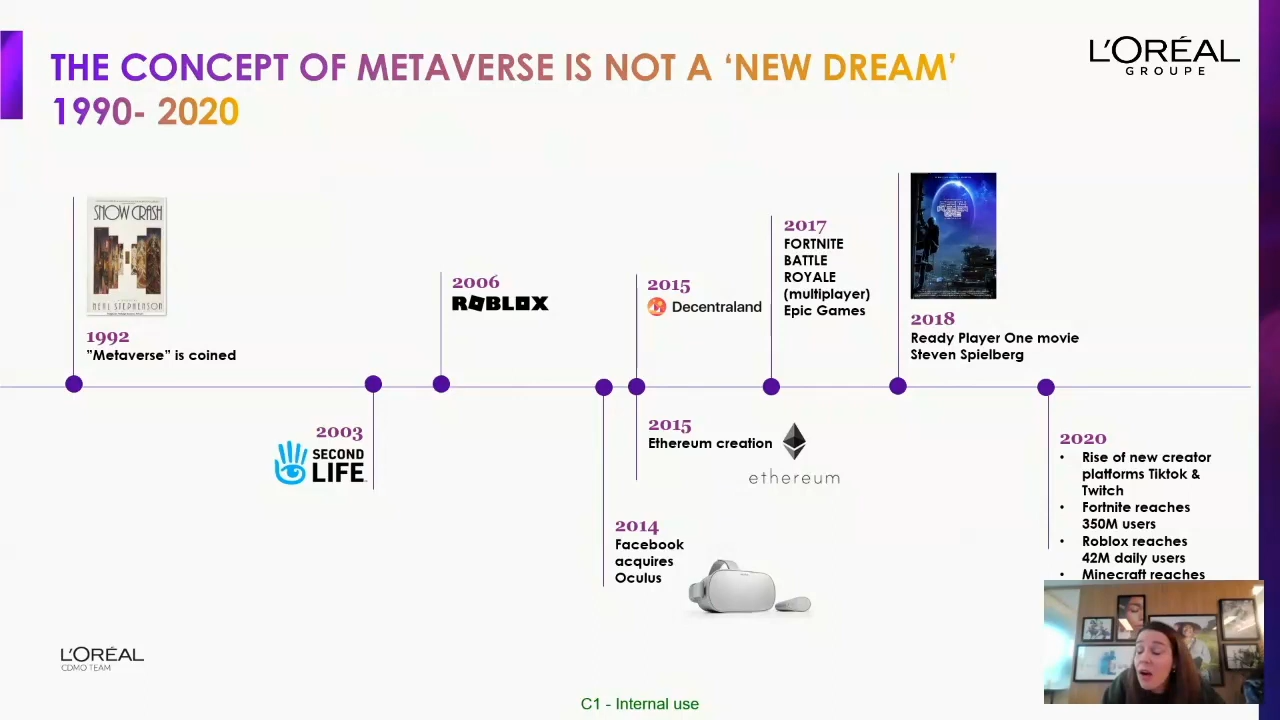 THE CONCEPT OF METAVERSE IS NOT A ‘NEW DREAM’
1990- 2020
L'ORÉAL
GROUPE
SNOW CRASH
NEAL STEPHENSON
1992
”Metaverse” is coined
2003
SECOND
LIFE
2006
ROBLOX
2014
Facebook
acquires
Oculus
2015
Decentraland
2015
Ethereum creation
ethereum
2017
FORTNITE
BATTLE
ROYALE
(multiplayer)
Epic Games
2018
Ready Player One movie
Steven Spielberg
2020
• Rise of new creator
platforms Tiktok &
Twitch
• Fortnite reaches
350M users
• Roblox reaches
42M daily users
• Minecraft reaches
L'ORÉAL
CDMO TEAM
C1 - Internal use